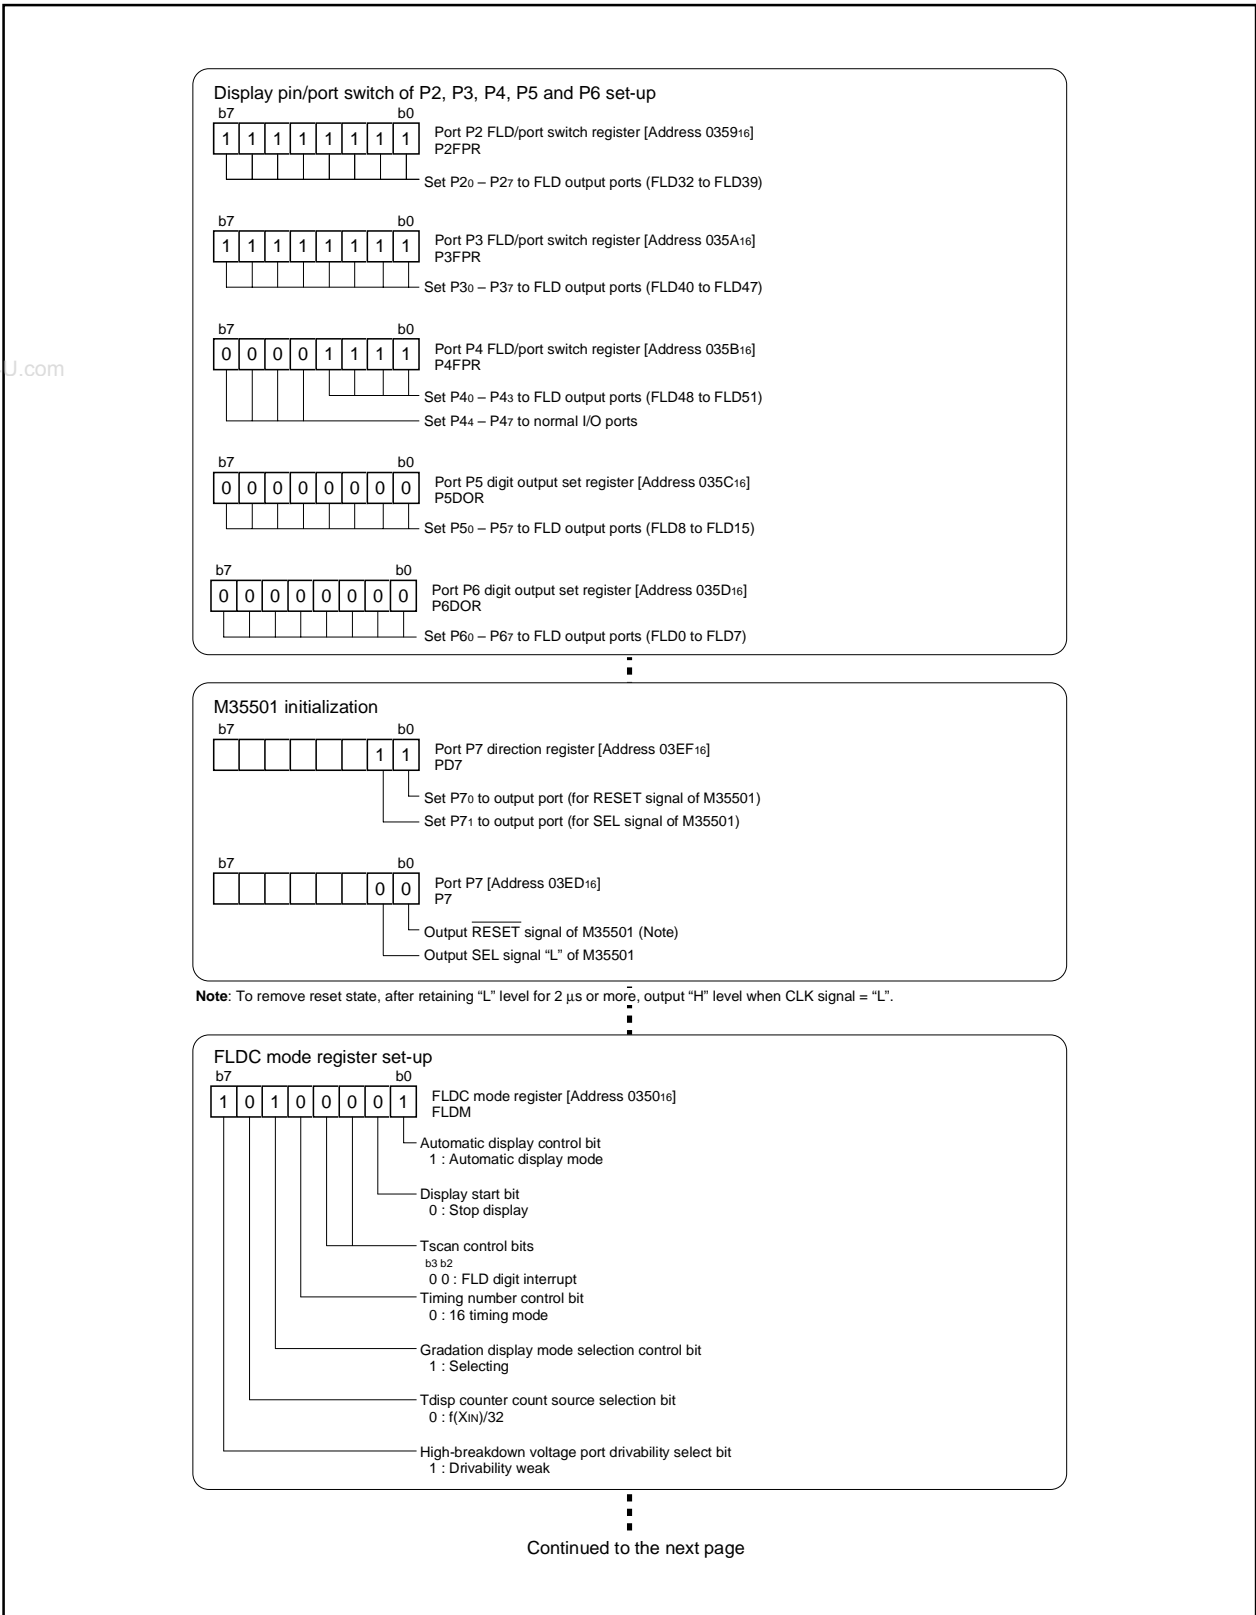 Display pin/port switch of P2, P3, P4, P5 and P6 set-up
b7 b0
1 1 1 1 1 1 1 1
Port P2 FLD/port switch register [Address 035916]
P2FPR
Set P20 – P27 to FLD output ports (FLD32 to FLD39)
b7 b0
1 1 1 1 1 1 1 1
Port P3 FLD/port switch register [Address 035A16]
P3FPR
Set P30 – P37 to FLD output ports (FLD40 to FLD47)
b7 b0
0 0 0 0 1 1 1 1
Port P4 FLD/port switch register [Address 035B16]
P4FPR
U.com
Set P40 – P43 to FLD output ports (FLD48 to FLD51)
Set P44 – P47 to normal I/O ports
b7 b0
0 0 0 0 0 0 0 0
Port P5 digit output set register [Address 035C16]
P5DOR
Set P50 – P57 to FLD output ports (FLD8 to FLD15)
b7 b0
0 0 0 0 0 0 0 0
Port P6 digit output set register [Address 035D16]
P6DOR
Set P60 – P67 to FLD output ports (FLD0 to FLD7)
M35501 initialization
b7 b0
1 1
Port P7 direction register [Address 03EF16]
PD7
Set P70 to output port (for RESET signal of M35501)
Set P71 to output port (for SEL signal of M35501)
b7 b0
0 0
Port P7 [Address 03ED16]
P7
Output RESET signal of M35501 (Note)
Output SEL signal “L” of M35501
Note: To remove reset state, after retaining “L” level for 2 µs or more, output “H” level when CLK signal = “L”.
FLDC mode register set-up
b7 b0
1 0 1 0 0 0 0 1
FLDC mode register [Address 035016]
FLDM
Automatic display control bit
1 : Automatic display mode
Display start bit
0 : Stop display
Tscan control bits
b3 b2
0 0 : FLD digit interrupt
Timing number control bit
0 : 16 timing mode
Gradation display mode selection control bit
1 : Selecting
Tdisp counter count source selection bit
0 : f(XIN)/32
High-breakdown voltage port drivability select bit
1 : Drivability weak
Continued to the next page